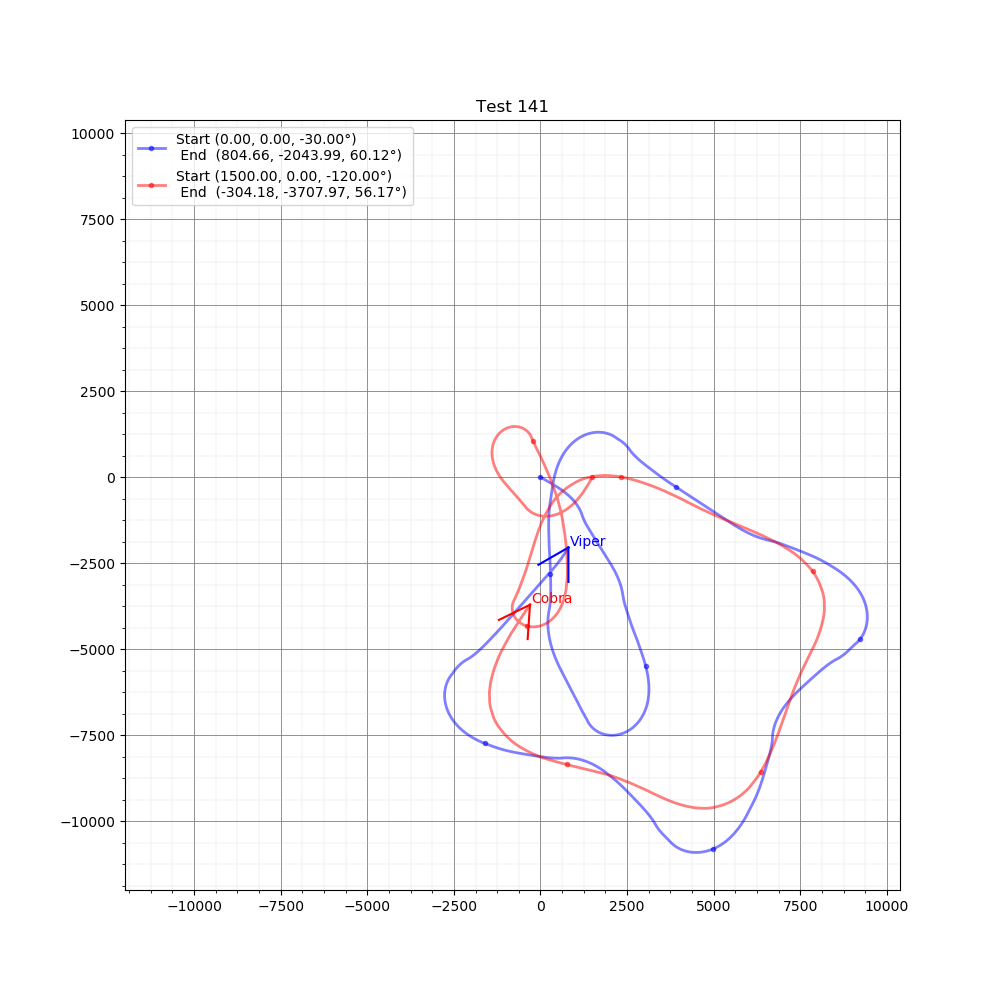 Test 141
Start (0.00, 0.00, -30.00°)
End  (804.66, -2043.99, 60.12°)
Start (1500.00, 0.00, -120.00°)
End  (-304.18, -3707.97, 56.17°)
10000
7500
5000
2500
0
−2500
−5000
−7500
−10000
Viper
Cobra
−10000 −7500 −5000 −2500 0 2500 5000 7500 10000